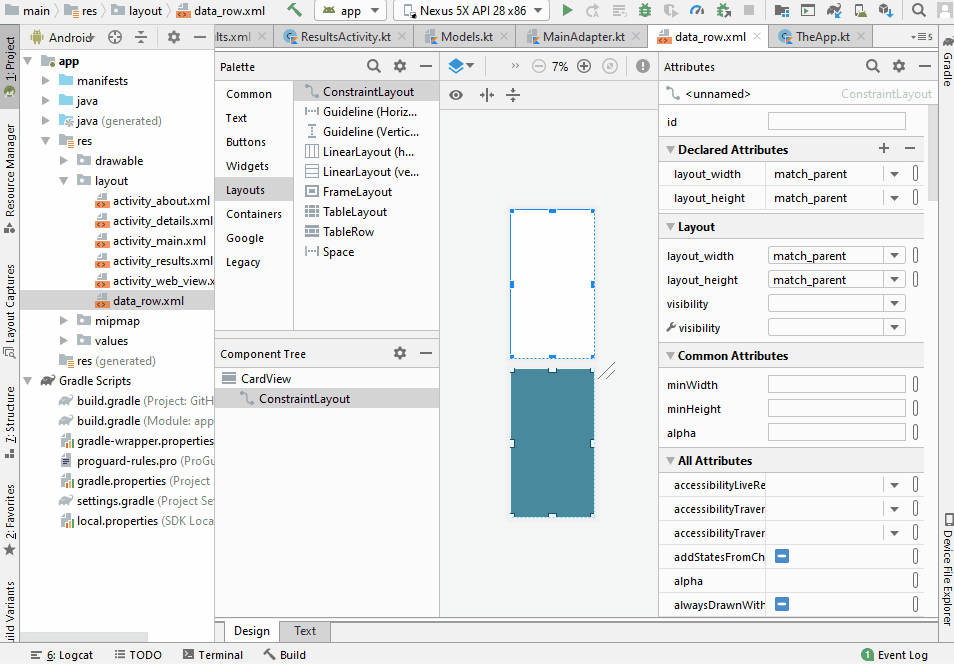 main res layout data_row.xml app Nexus 5X API 28 x86
Android
lts.xml ResultsActivity.kt Models.kt MainAdapter.kt data_row.xml TheApp.kt 5
1: Project
Resource Manager
Layout Captures
7: Structure
2: Favorites
ild Variants
app
manifests
java
java (generated)
res
drawable
layout
activity_about.xml
activity_details.xml
activity_main.xml
activity_results.xml
activity_web_view.x
data_row.xml
mipmap
values
res (generated)
Gradle Scripts
build.gradle (Project: GitH
build.gradle (Module: app
gradle-wrapper.properties
proguard-rules.pro (ProGu
gradle.properties (Project
settings.gradle (Project Se
local.properties (SDK Loca
Palette
Common
Text
Buttons
Widgets
Layouts
Containers
Google
Legacy
ConstraintLayout
Guideline (Horiz...
Guideline (Vertic...
LinearLayout (h...
LinearLayout (ve...
FrameLayout
TableLayout
TableRow
Space
Component Tree
CardView
ConstraintLayout
» 7%
Attributes
<unnamed> ConstraintLayout
id
Declared Attributes
layout_width match_parent
layout_height match_parent
Layout
layout_width match_parent
layout_height match_parent
visibility
visibility
Common Attributes
minWidth
minHeight
alpha
All Attributes
accessibilityLiveRe
accessibilityTraver
accessibilityTraver
addStatesFromCh
alpha
alwaysDrawnWith
Gradle
Device File Explorer
Design Text
6: Logcat TODO Terminal Build 1 Event Log